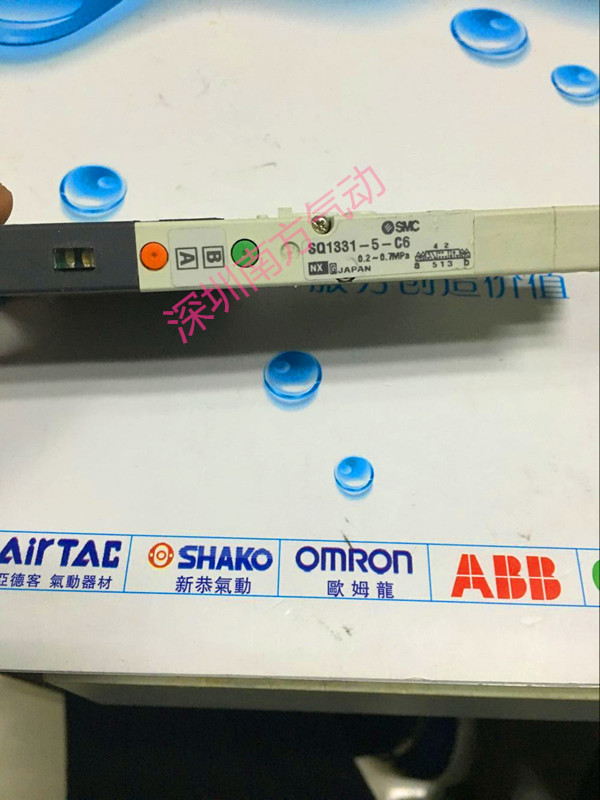 SMC
SQ1331-5-C6
4 2
0.2~0.7MPa
NX
JAPAN
a 5 1 3 b
A
B
深圳南方气动
服务创造价值
AirTAC
亞德客 氣動器材
SHAKO
新恭氣動
OMRON
歐姆龍
ABB